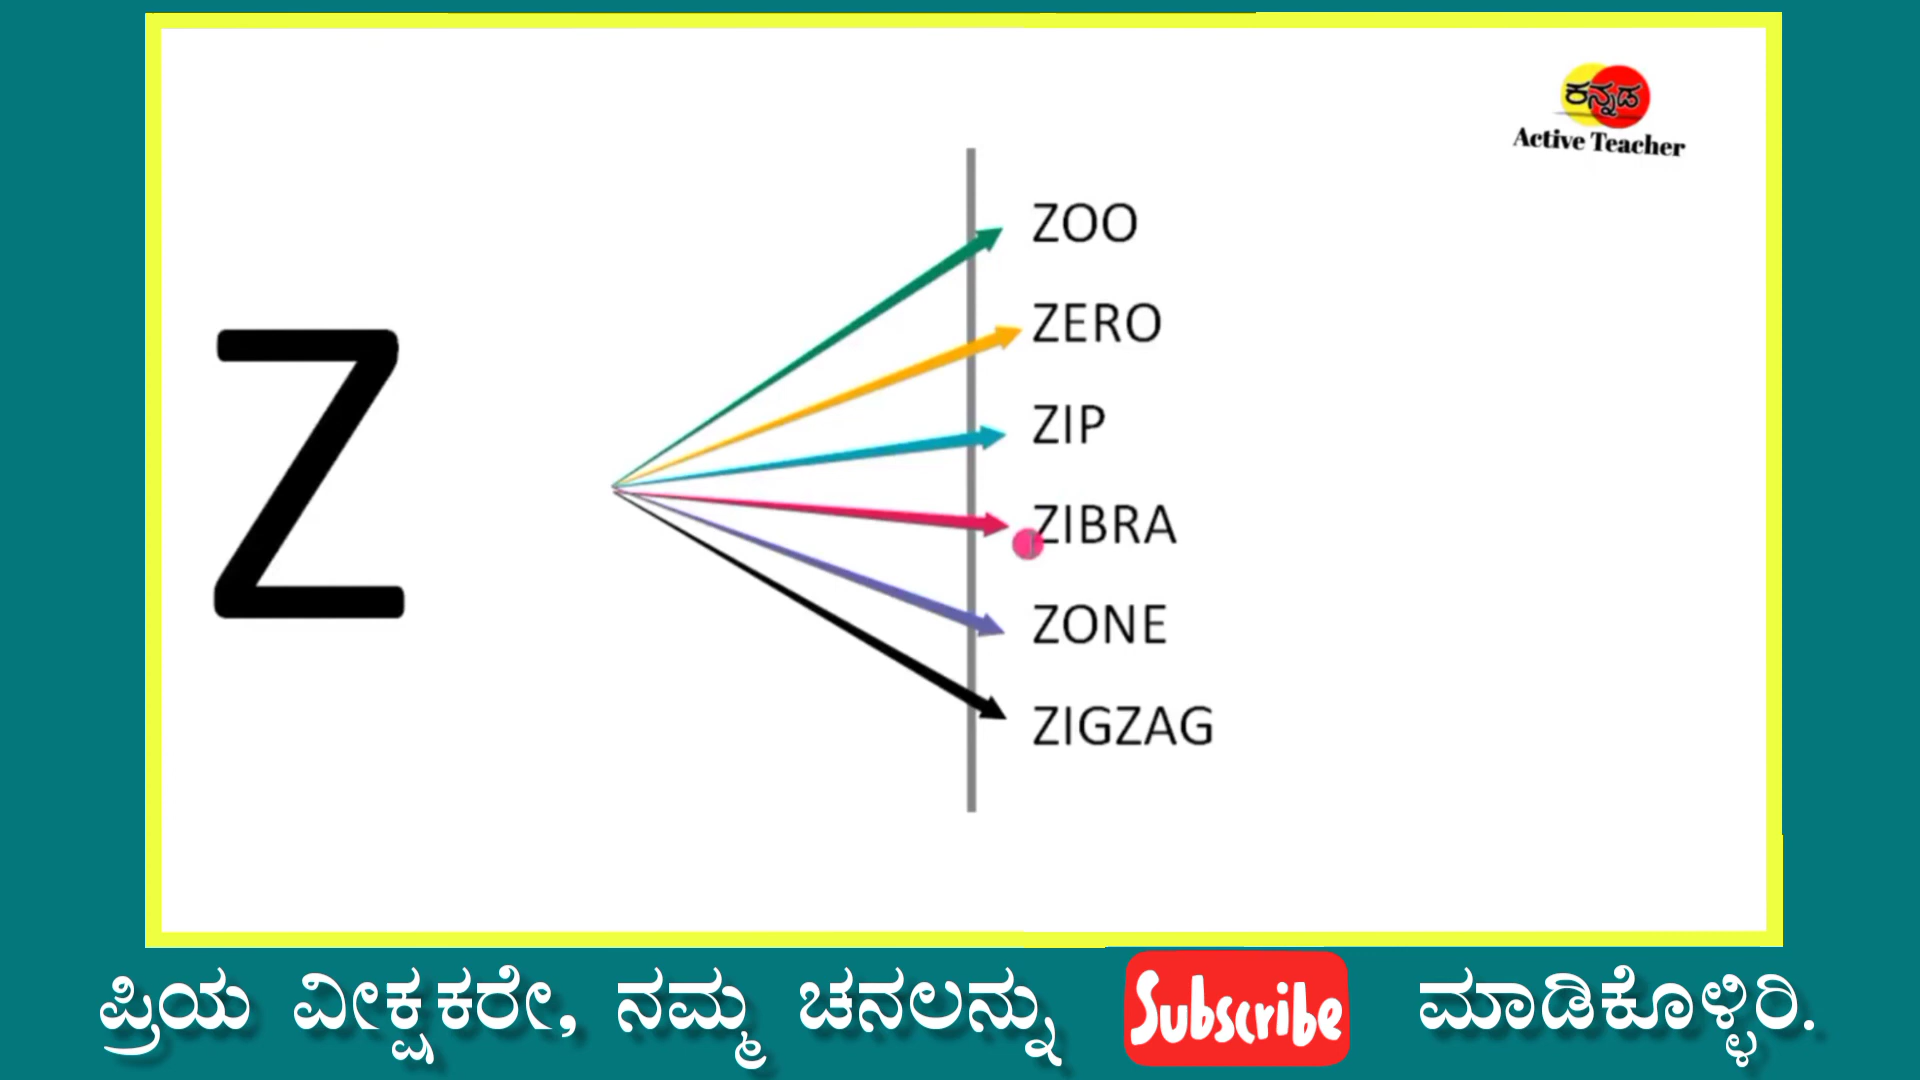 ಕನ್ನಡ
Active Teacher
Z
ZOO
ZERO
ZIP
ZIBRA
ZONE
ZIGZAG
ಪ್ರಿಯ ವೀಕ್ಷಕರೇ, ನಮ್ಮ ಚನಲನ್ನು Subscribe ಮಾಡಿಕೊಳ್ಳಿರಿ.